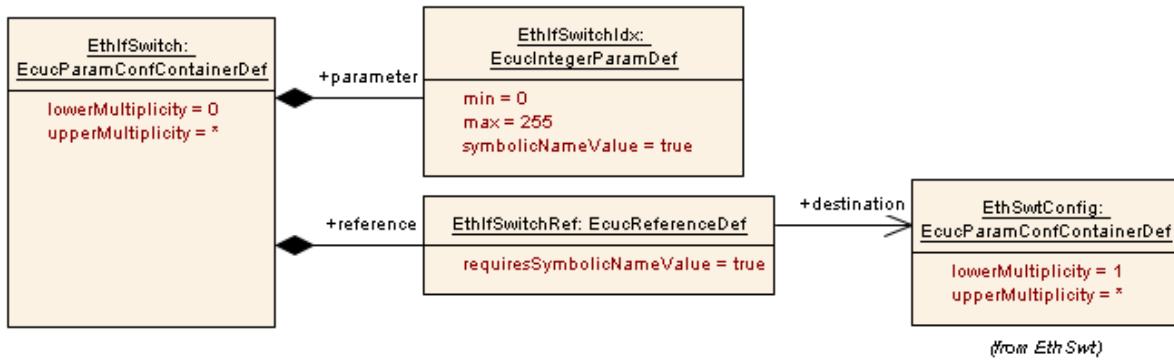 EthIfSwitch:
EcucParamConfContainerDef
lowerMultiplicity = 0
upperMultiplicity = *
+parameter
EthIfSwitchIdx:
EcucIntegerParamDef
min = 0
max = 255
symbolicNameValue = true
+reference
EthIfSwitchRef: EcucReferenceDef
requiresSymbolicNameValue = true
+destination
EthSwtConfig:
EcucParamConfContainerDef
lowerMultiplicity = 1
upperMultiplicity = *
(from EthSwt)